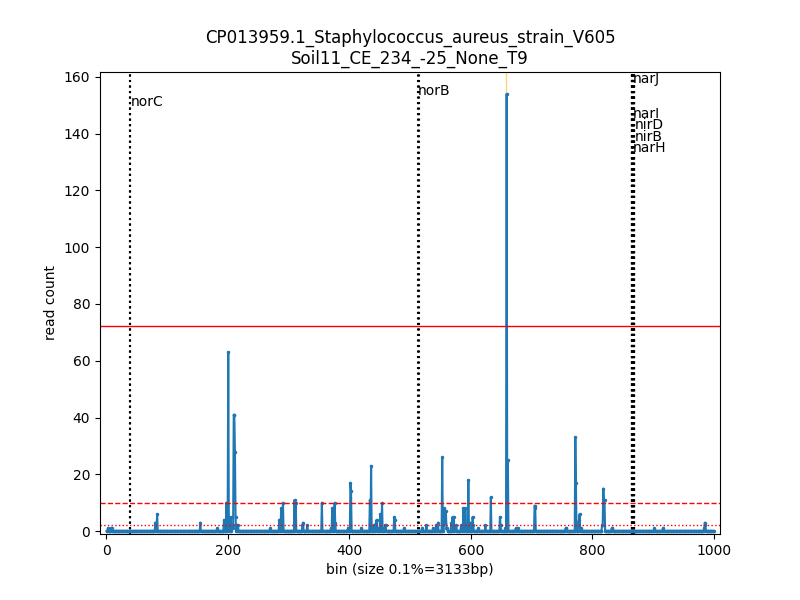 CP013959.1_Staphylococcus_aureus_strain_V605
Soil11_CE_234_-25_None_T9
160
140
120
100
80
60
40
20
0
read count
norC
norB
narJ
narI
nirD
nirB
narH
0
200
400
600
800
1000
bin (size 0.1%=3133bp)